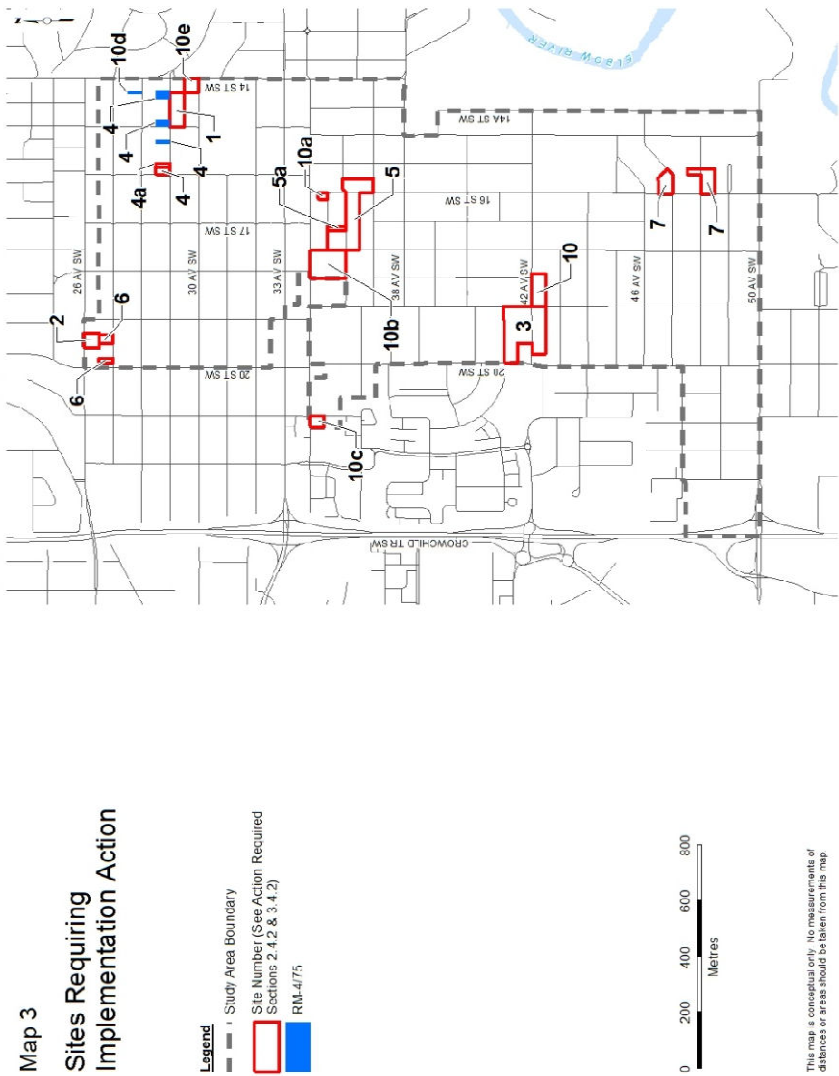 Map 3
Sites Requiring
Implementation Action
Legend
Study Area Boundary
Site Number (See Action Required
Sections 2.4.2 & 3.4.2)
RM-4/75
0 200 400 600 800
Metres
This map is conceptual only. No measurements of
distances or areas should be taken from this map.
10d
10e
4
14 ST SW
4
1
4
4a
4
26 AV SW
30 AV SW
17 ST SW
33 AV SW
2
6
6
20 ST SW
10a
5a
5
10b
10c
38 AV SW
16 ST SW
14A ST SW
ELBOW RIVER
42 AV SW
10
3
20 ST SW
46 AV SW
7
7
50 AV SW
CROWCHILD TR SW